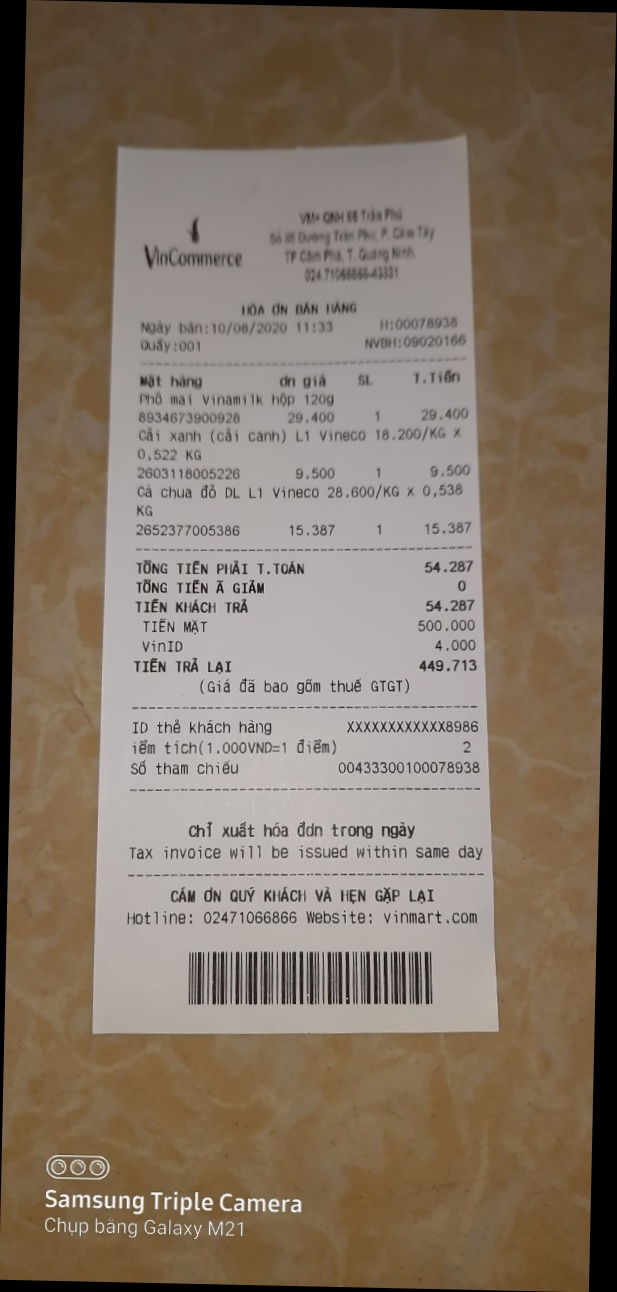 VinCommerce
VM+ QNH 86 Trần Phú
Số 86 Đường Trần Phú, P. Cẩm Tây
TP Cẩm Phả, T. Quảng Ninh
024.71066866-43331
HÓA ƠN BÁN HÀNG
Ngày bán:10/08/2020 11:33 H:00078938
Quầy:001 NVBH:09020166
Mặt hàng ơn giá SL T.Tiền
Phô mai Vinamilk hộp 120g
8934673900928 29.400 1 29.400
Cải xanh (cải canh) L1 Vineco 18.200/KG x
0,522 KG
2603118005226 9.500 1 9.500
Cà chua đỏ DL L1 Vineco 28.600/KG x 0,538
KG
2652377005386 15.387 1 15.387
TỔNG TIỀN PHẢI T.TOÁN 54.287
TỔNG TIỀN Ã GIẢM 0
TIỀN KHÁCH TRẢ 54.287
TIỀN MẶT 500.000
VinID 4.000
TIỀN TRẢ LẠI 449.713
(Giá đã bao gồm thuế GTGT)
ID thẻ khách hàng XXXXXXXXXXXX8986
iểm tích(1.000VND=1 điểm) 2
Số tham chiếu 00433300100078938
Chỉ xuất hóa đơn trong ngày
Tax invoice will be issued within same day
CÁM ƠN QUÝ KHÁCH VÀ HẸN GẶP LẠI
Hotline: 02471066866 Website: vinmart.com
Samsung Triple Camera
Chụp bằng Galaxy M21